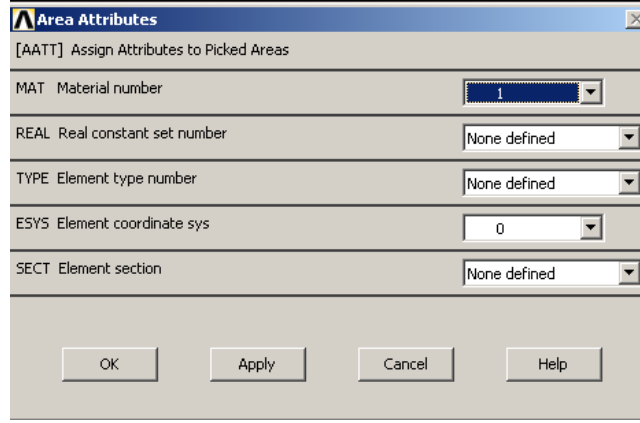 Area Attributes
[AATT] Assign Attributes to Picked Areas
MAT Material number 1
REAL Real constant set number None defined
TYPE Element type number None defined
ESYS Element coordinate sys 0
SECT Element section None defined
OK Apply Cancel Help